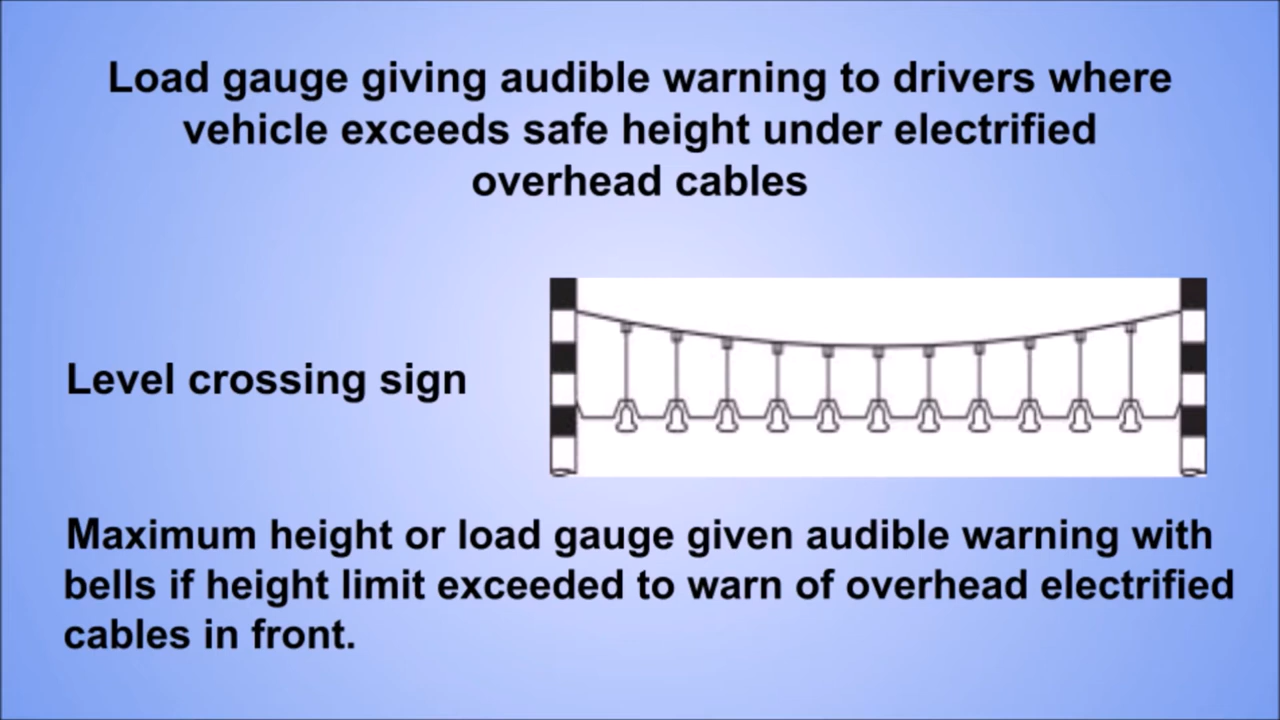 Load gauge giving audible warning to drivers where
vehicle exceeds safe height under electrified
overhead cables
Level crossing sign
Maximum height or load gauge given audible warning with
bells if height limit exceeded to warn of overhead electrified
cables in front.